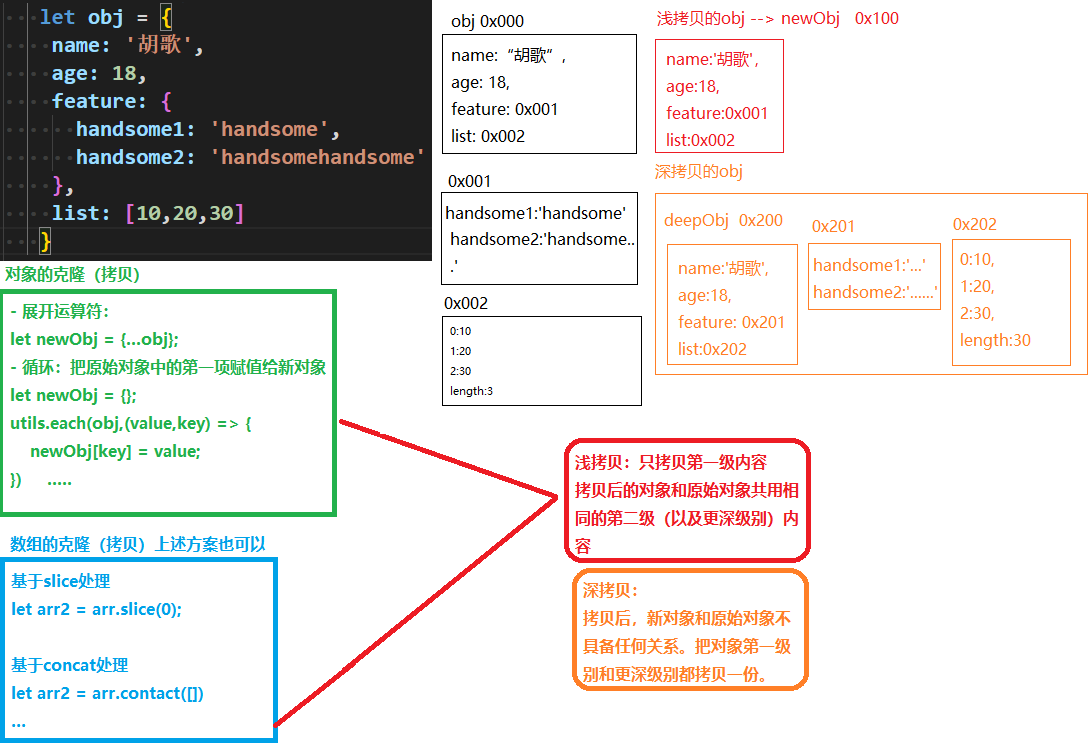 let obj = {
name: '胡歌',
age: 18,
feature: {
handsome1: 'handsome',
handsome2: 'handsomehandsome'
},
list: [10,20,30]
}
obj 0x000
name:“胡歌”,
age: 18,
feature: 0x001
list: 0x002
0x001
handsome1:'handsome'
handsome2:'handsome..
.'
0x002
0:10
1:20
2:30
length:3
浅拷贝的obj --> newObj 0x100
name:'胡歌',
age:18,
feature:0x001
list:0x002
深拷贝的obj
deepObj 0x200
name:'胡歌',
age:18,
feature: 0x201
list:0x202
0x201
handsome1:'...'
handsome2:'......'
0x202
0:10,
1:20,
2:30,
length:30
对象的克隆（拷贝）
- 展开运算符：
let newObj = {...obj};
- 循环：把原始对象中的第一项赋值给新对象
let newObj = {};
utils.each(obj,(value,key) => {
newObj[key] = value;
}) .....
数组的克隆（拷贝）上述方案也可以
基于slice处理
let arr2 = arr.slice(0);
基于concat处理
let arr2 = arr.contact([])
...
浅拷贝：只拷贝第一级内容
拷贝后的对象和原始对象共用相
同的第二级（以及更深级别）内
容
深拷贝：
拷贝后，新对象和原始对象不
具备任何关系。把对象第一级
别和更深级别都拷贝一份。